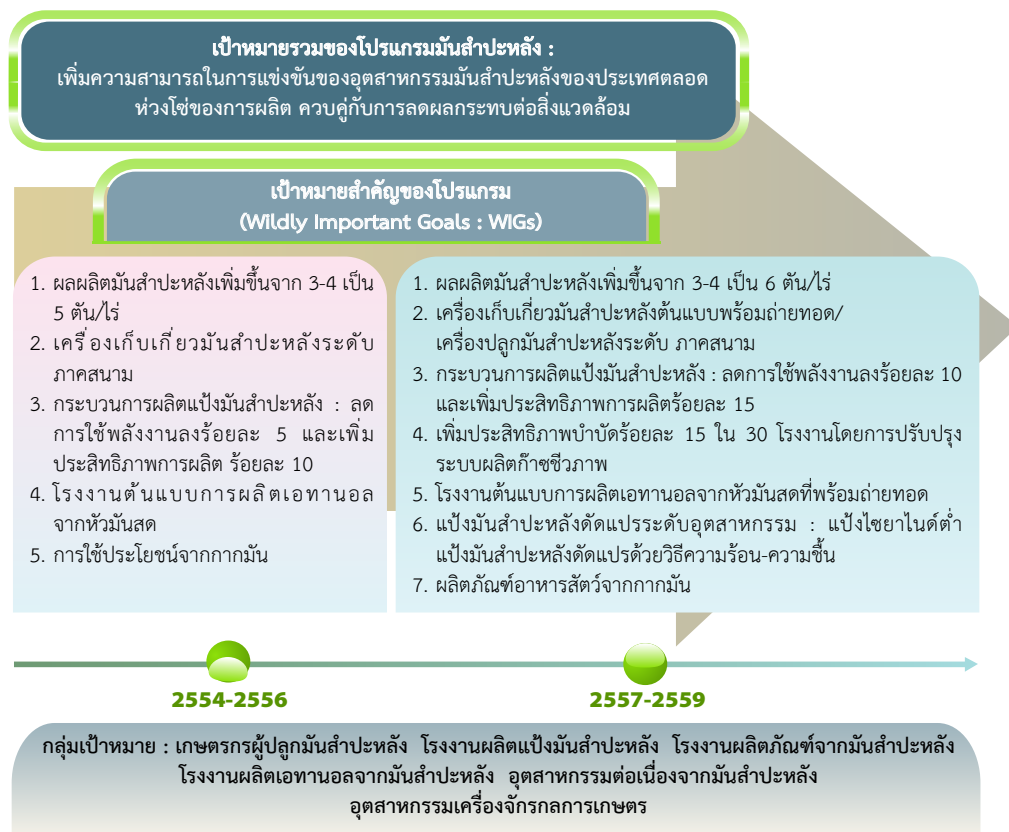 เป้าหมายรวมของโปรแกรมมันสำปะหลัง :
เพิ่มความสามารถในการแข่งขันของอุตสาหกรรมมันสำปะหลังของประเทศตลอด
ห่วงโซ่ของการผลิต ควบคู่กับการลดผลกระทบต่อสิ่งแวดล้อม
เป้าหมายสำคัญของโปรแกรม
(Wildly Important Goals : WIGs)
1. ผลผลิตมันสำปะหลังเพิ่มขึ้นจาก 3-4 เป็น
5 ตัน/ไร่
2. เครื่องเก็บเกี่ยวมันสำปะหลังระดับ
ภาคสนาม
3. กระบวนการผลิตแป้งมันสำปะหลัง : ลด
การใช้พลังงานลงร้อยละ 5 และเพิ่ม
ประสิทธิภาพการผลิต ร้อยละ 10
4. โรงงานต้นแบบการผลิตเอทานอล
จากหัวมันสด
5. การใช้ประโยชน์จากกากมัน
1. ผลผลิตมันสำปะหลังเพิ่มขึ้นจาก 3-4 เป็น 6 ตัน/ไร่
2. เครื่องเก็บเกี่ยวมันสำปะหลังต้นแบบพร้อมถ่ายทอด/
เครื่องปลูกมันสำปะหลังระดับ ภาคสนาม
3. กระบวนการผลิตแป้งมันสำปะหลัง : ลดการใช้พลังงานลงร้อยละ 10
และเพิ่มประสิทธิภาพการผลิตร้อยละ 15
4. เพิ่มประสิทธิภาพบำบัดร้อยละ 15 ใน 30 โรงงานโดยการปรับปรุง
ระบบผลิตก๊าซชีวภาพ
5. โรงงานต้นแบบการผลิตเอทานอลจากหัวมันสดที่พร้อมถ่ายทอด
6. แป้งมันสำปะหลังดัดแปรระดับอุตสาหกรรม : แป้งไซยาไนด์ต่ำ
แป้งมันสำปะหลังดัดแปรด้วยวิธีความร้อน-ความชื้น
7. ผลิตภัณฑ์อาหารสัตว์จากกากมัน
2554-2556
2557-2559
กลุ่มเป้าหมาย : เกษตรกรผู้ปลูกมันสำปะหลัง โรงงานผลิตแป้งมันสำปะหลัง โรงงานผลิตภัณฑ์จากมันสำปะหลัง
โรงงานผลิตเอทานอลจากมันสำปะหลัง อุตสาหกรรมต่อเนื่องจากมันสำปะหลัง
อุตสาหกรรมเครื่องจักรกลการเกษตร